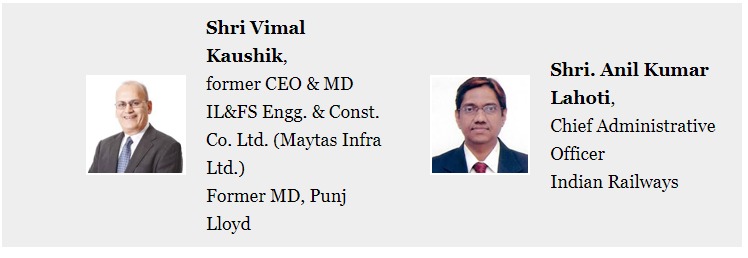 Shri Vimal
Kaushik,
former CEO & MD
IL&FS Engg. & Const.
Co. Ltd. (Maytas Infra
Ltd.)
Former MD, Punj
Lloyd
Shri. Anil Kumar
Lahoti,
Chief Administrative
Officer
Indian Railways